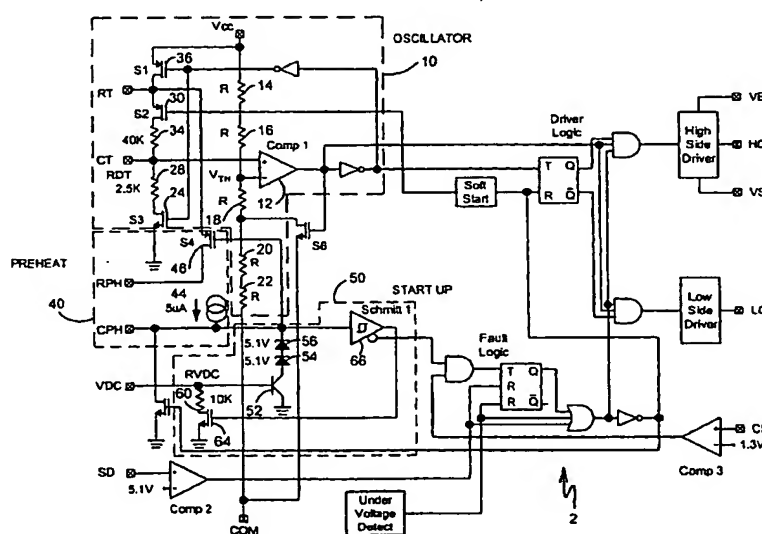 Vcc
OSCILLATOR
10
S1
36
RT
30
S2
R
14
34
40K
R
16
Comp 1
CT
RDT
2.5K
28
24
VTH
12
R
18
S3
S4
S6
Driver
Logic
T Q
R Q
Soft
Start
High
Side
Driver
VS
PREHEAT
RPH
46
40
44
5uA
CPH
20
R
22
R
50
START UP
Schmitt 1
66
Low
Side
Driver
5.1V
56
5.1V
54
Fault
Logic
T Q
R
R Q
VDC
RVDC
60
10K
52
64
1.3V
Comp 3
SD
5.1V
Comp 2
COM
Under
Voltage
Detect
2